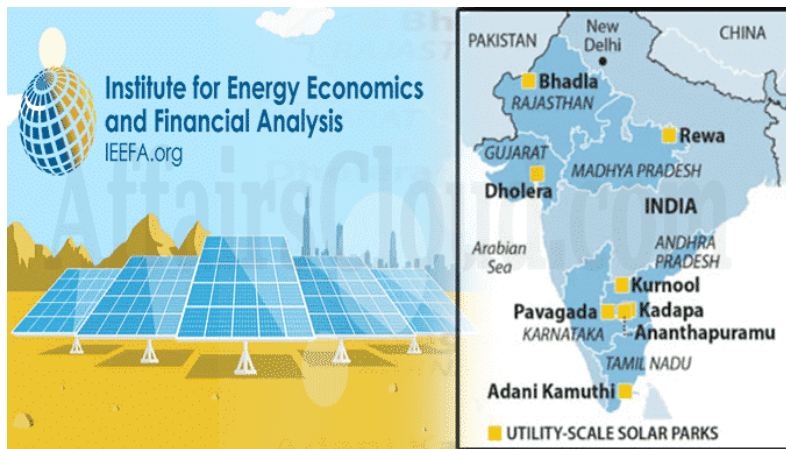 Institute for Energy Economics
and Financial Analysis
IEEFA.org
AffairsCloud.com
PAKISTAN
New
Delhi
CHINA
Bhadla
RAJASTHAN
Rewa
GUJARAT
MADHYA PRADESH
Dholera
INDIA
Arabian
Sea
ANDHRA
PRADESH
Kurnool
Pavagada
Kadapa
KARNATAKA
Ananthapuramu
TAMIL NADU
Adani Kamuthi
UTILITY-SCALE SOLAR PARKS